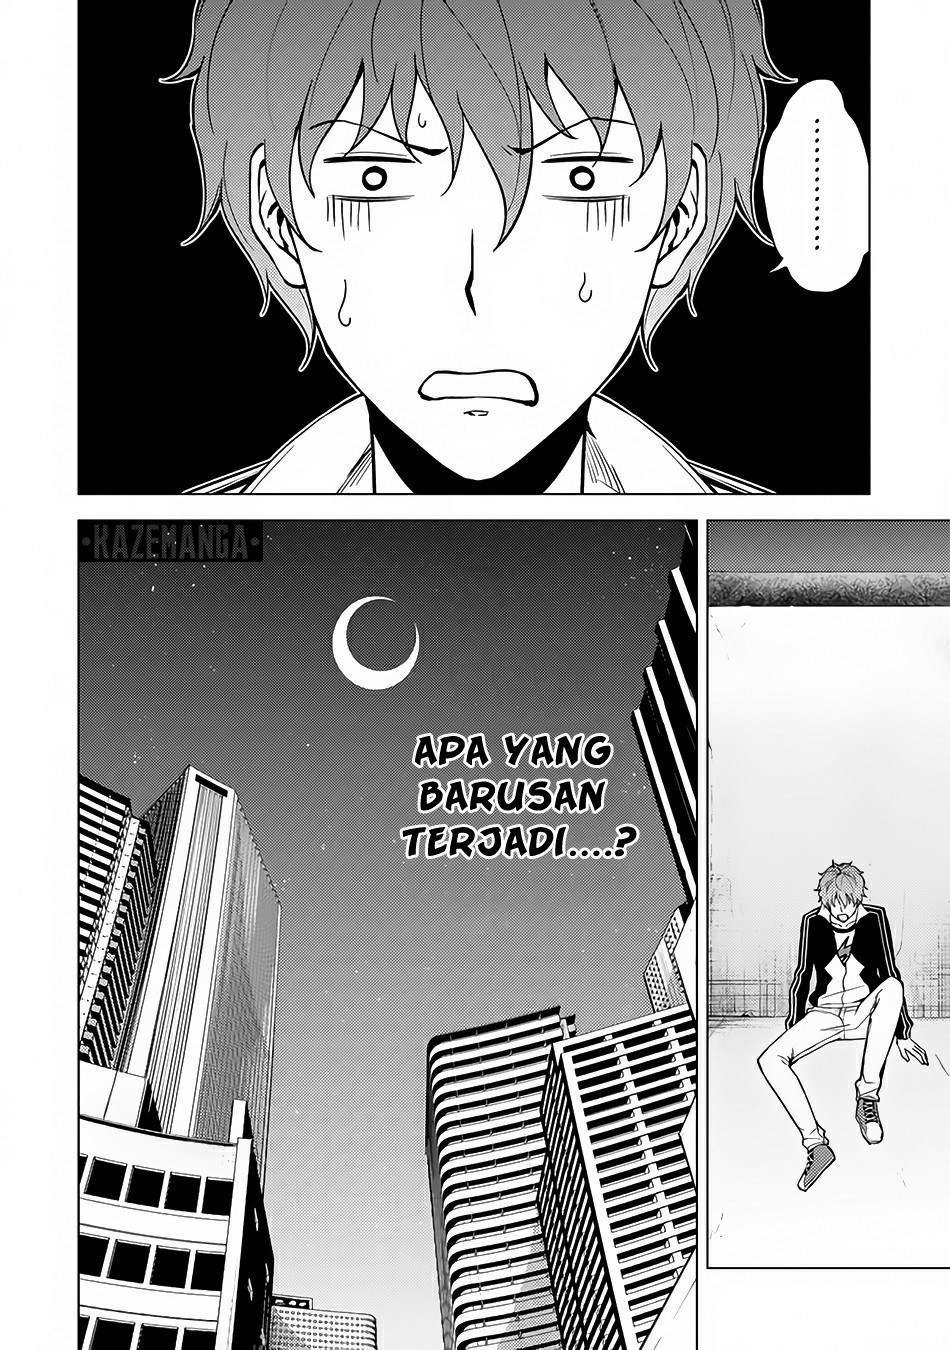 ..........
•KAZEMANGA•
APA YANG
BARUSAN
TERJADI....?